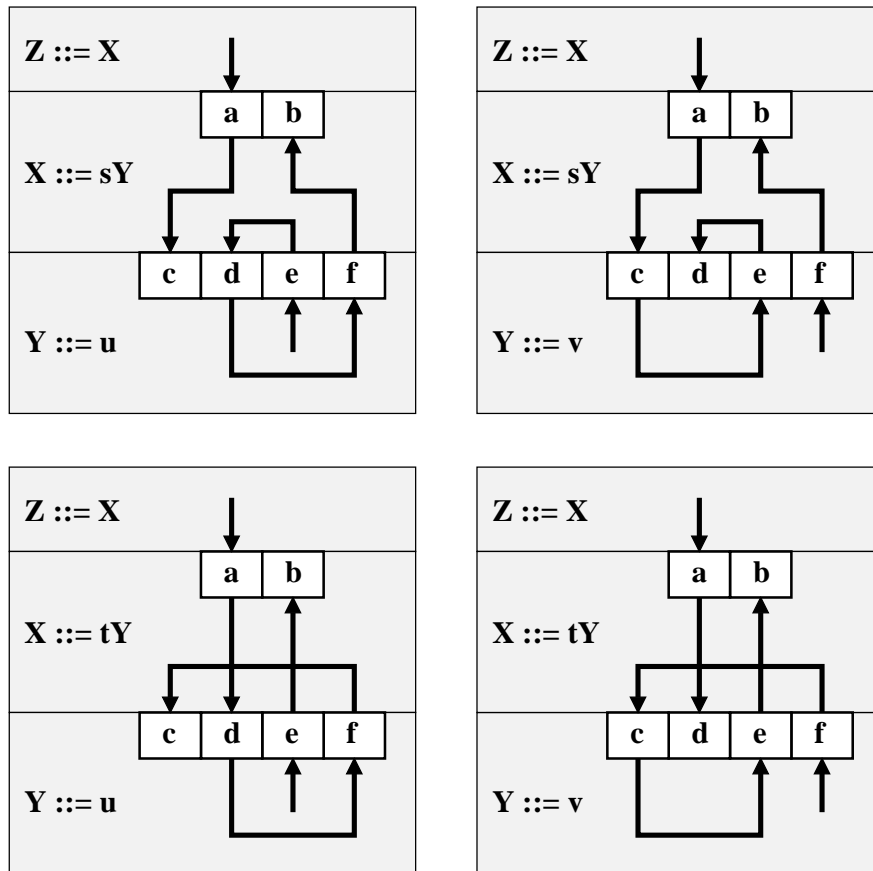 Z ::= X
a b
X ::= sY
c d e f
Y ::= u
Z ::= X
a b
X ::= sY
c d e f
Y ::= v
Z ::= X
a b
X ::= tY
c d e f
Y ::= u
Z ::= X
a b
X ::= tY
c d e f
Y ::= v